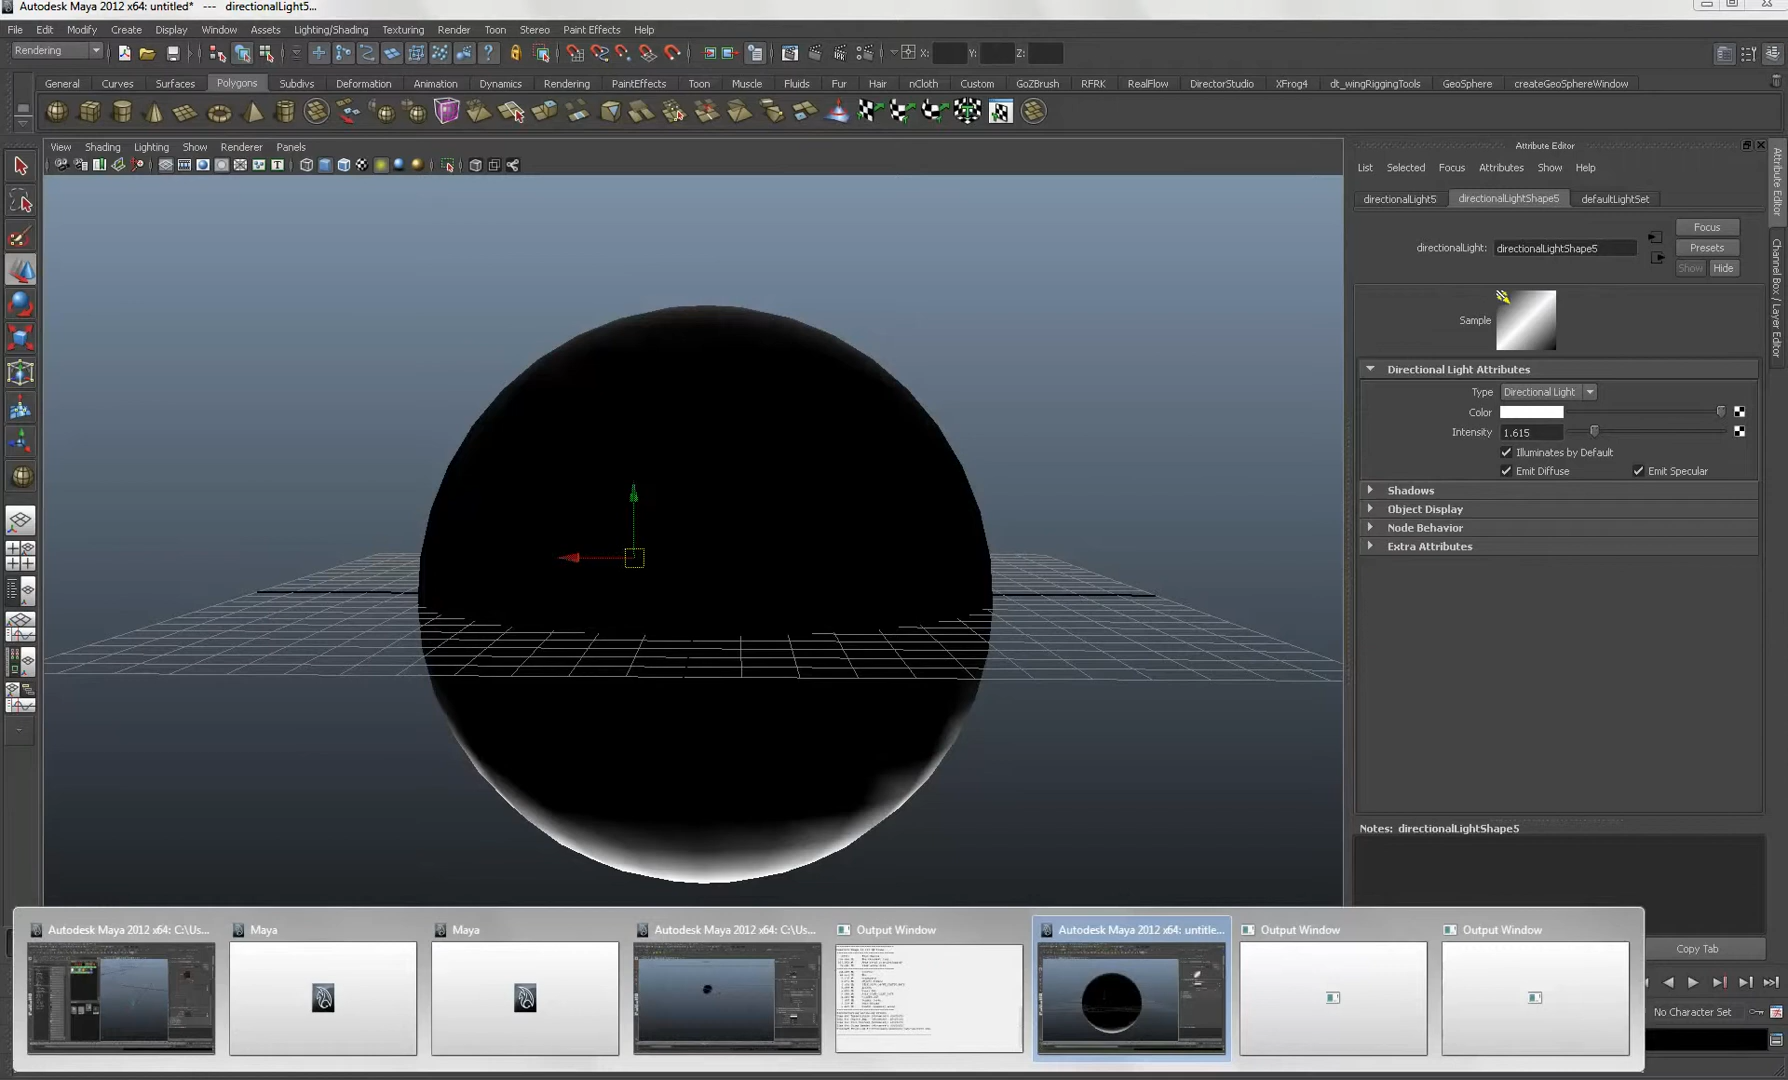 Autodesk Maya 2012 x64: untitled*   ---   directionalLight5...
File Edit Modify Create Display Window Assets Lighting/Shading Texturing Render Toon Stereo Paint Effects Help
Rendering X: Y: Z:
General Curves Surfaces Polygons Subdivs Deformation Animation Dynamics Rendering PaintEffects Toon Muscle Fluids Fur Hair nCloth Custom GoZBrush RFRK RealFlow DirectorStudio XFrog4 dt_wingRiggingTools GeoSphere createGeoSphereWindow
View Shading Lighting Show Renderer Panels
Attribute Editor
List Selected Focus Attributes Show Help
directionalLight5 directionalLightShape5 defaultLightSet
Focus
directionalLight: directionalLightShape5 Presets
Show Hide
Sample
Directional Light Attributes
Type Directional Light
Color
Intensity 1.615
Illuminates by Default
Emit Diffuse Emit Specular
Shadows
Object Display
Node Behavior
Extra Attributes
Notes: directionalLightShape5
Attribute Editor
Channel Box / Layer Editor
Autodesk Maya 2012 x64: C:\Us... Maya Maya Autodesk Maya 2012 x64: C:\Us... Output Window Autodesk Maya 2012 x64: untitle... Output Window Output Window
Copy Tab
No Character Set